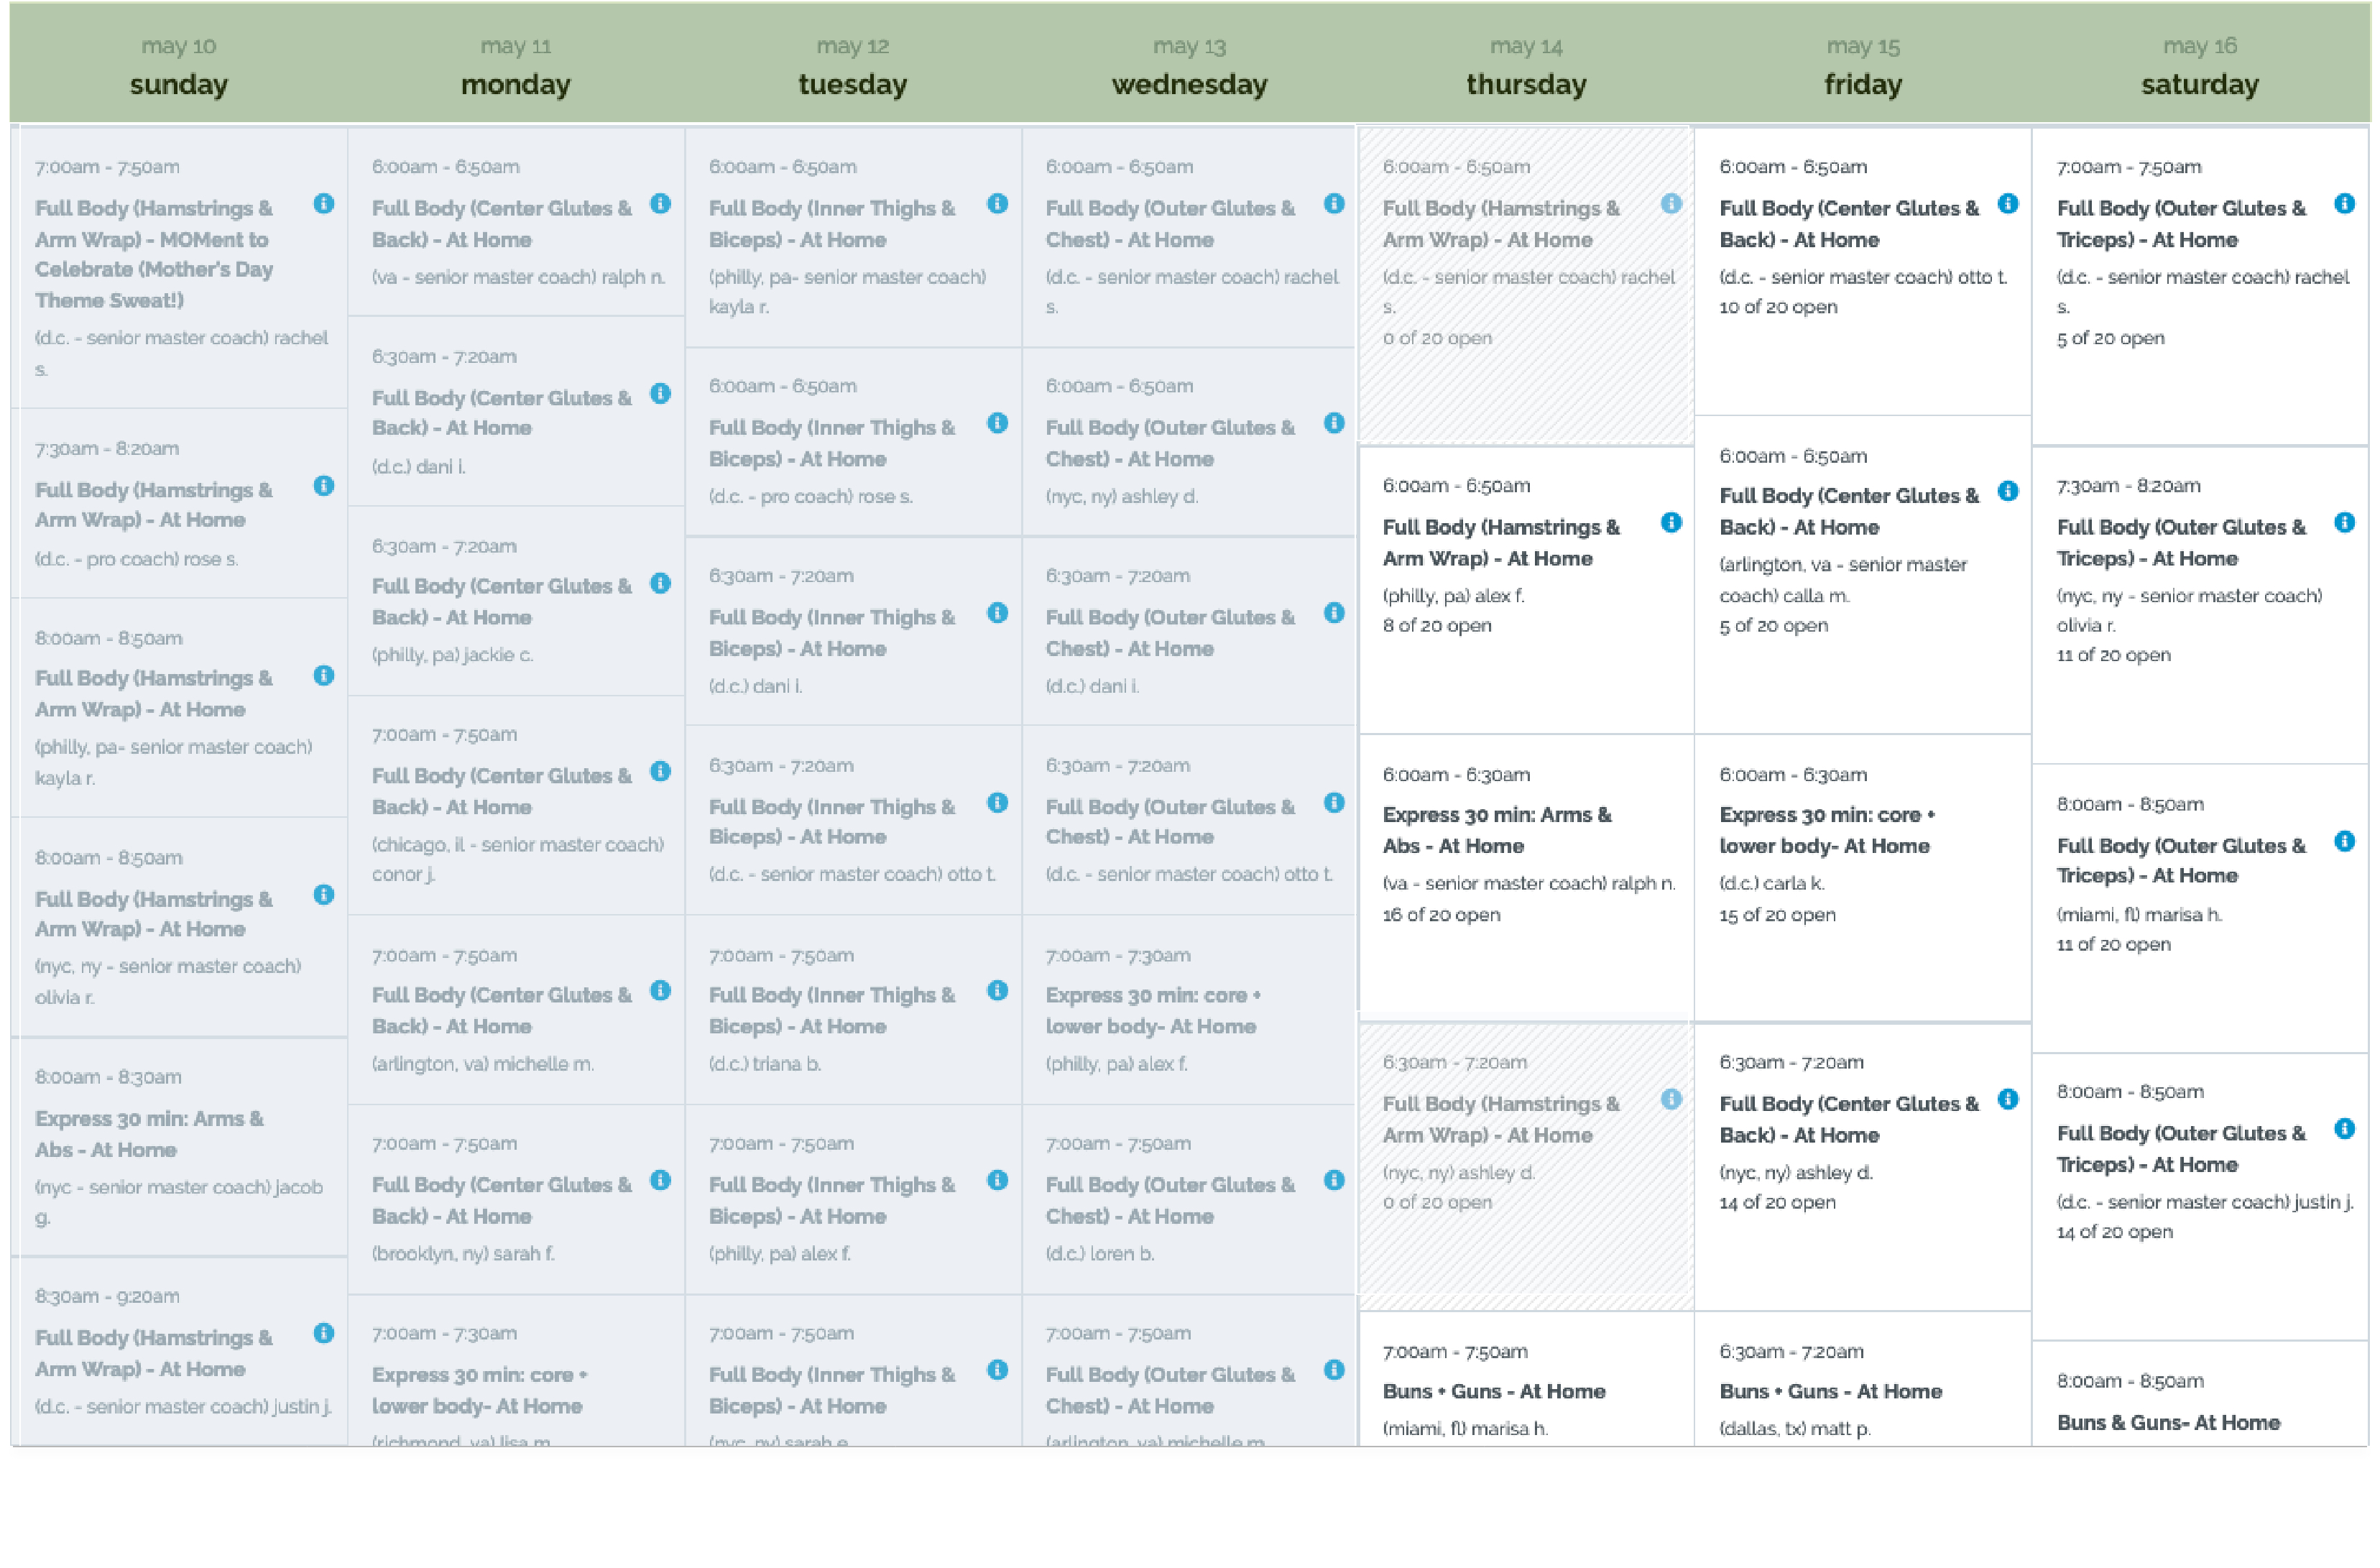 may 10
sunday
may 11
monday
may 12
tuesday
may 13
wednesday
may 14
thursday
may 15
friday
may 16
saturday
7:00am - 7:50am
Full Body (Hamstrings &
Arm Wrap) - MOMent to
Celebrate (Mother's Day
Theme Sweat!)
(d.c. - senior master coach) rachel
s.
7:30am - 8:20am
Full Body (Hamstrings &
Arm Wrap) - At Home
(d.c. - pro coach) rose s.
8:00am - 8:50am
Full Body (Hamstrings &
Arm Wrap) - At Home
(philly, pa- senior master coach)
kayla r.
8:00am - 8:50am
Full Body (Hamstrings &
Arm Wrap) - At Home
(nyc, ny - senior master coach)
olivia r.
8:00am - 8:30am
Express 30 min: Arms &
Abs - At Home
(nyc - senior master coach) jacob
g.
8:30am - 9:20am
Full Body (Hamstrings &
Arm Wrap) - At Home
(d.c. - senior master coach) justin j.
6:00am - 6:50am
Full Body (Center Glutes &
Back) - At Home
(va - senior master coach) ralph n.
6:30am - 7:20am
Full Body (Center Glutes &
Back) - At Home
(d.c.) dani i.
6:30am - 7:20am
Full Body (Center Glutes &
Back) - At Home
(philly, pa) jackie c.
7:00am - 7:50am
Full Body (Center Glutes &
Back) - At Home
(chicago, il - senior master coach)
conor j.
7:00am - 7:50am
Full Body (Center Glutes &
Back) - At Home
(arlington, va) michelle m.
7:00am - 7:50am
Full Body (Center Glutes &
Back) - At Home
(brooklyn, ny) sarah f.
7:00am - 7:30am
Express 30 min: core +
lower body- At Home
(richmond, va) lisa m.
6:00am - 6:50am
Full Body (Inner Thighs &
Biceps) - At Home
(philly, pa- senior master coach)
kayla r.
6:00am - 6:50am
Full Body (Inner Thighs &
Biceps) - At Home
(d.c. - pro coach) rose s.
6:30am - 7:20am
Full Body (Inner Thighs &
Biceps) - At Home
(d.c.) dani i.
6:30am - 7:20am
Full Body (Inner Thighs &
Biceps) - At Home
(d.c. - senior master coach) otto t.
7:00am - 7:50am
Full Body (Inner Thighs &
Biceps) - At Home
(d.c.) triana b.
7:00am - 7:50am
Full Body (Inner Thighs &
Biceps) - At Home
(philly, pa) alex f.
7:00am - 7:50am
Full Body (Inner Thighs &
Biceps) - At Home
(nyc, ny) sarah e.
6:00am - 6:50am
Full Body (Outer Glutes &
Chest) - At Home
(d.c. - senior master coach) rachel
s.
6:00am - 6:50am
Full Body (Outer Glutes &
Chest) - At Home
(nyc, ny) ashley d.
6:30am - 7:20am
Full Body (Outer Glutes &
Chest) - At Home
(d.c.) dani i.
6:30am - 7:20am
Full Body (Outer Glutes &
Chest) - At Home
(d.c. - senior master coach) otto t.
7:00am - 7:30am
Express 30 min: core +
lower body- At Home
(philly, pa) alex f.
7:00am - 7:50am
Full Body (Outer Glutes &
Chest) - At Home
(d.c.) loren b.
7:00am - 7:50am
Full Body (Outer Glutes &
Chest) - At Home
(arlington, va) michelle m.
6:00am - 6:50am
Full Body (Hamstrings &
Arm Wrap) - At Home
(d.c. - senior master coach) rachel
s.
0 of 20 open
6:00am - 6:50am
Full Body (Hamstrings &
Arm Wrap) - At Home
(philly, pa) alex f.
8 of 20 open
6:00am - 6:30am
Express 30 min: Arms &
Abs - At Home
(va - senior master coach) ralph n.
16 of 20 open
6:30am - 7:20am
Full Body (Hamstrings &
Arm Wrap) - At Home
(nyc, ny) ashley d.
0 of 20 open
7:00am - 7:50am
Buns + Guns - At Home
(miami, fl) marisa h.
6:00am - 6:50am
Full Body (Center Glutes &
Back) - At Home
(d.c. - senior master coach) otto t.
10 of 20 open
6:00am - 6:50am
Full Body (Center Glutes &
Back) - At Home
(arlington, va - senior master
coach) calla m.
5 of 20 open
6:00am - 6:30am
Express 30 min: core +
lower body- At Home
(d.c.) carla k.
15 of 20 open
6:30am - 7:20am
Full Body (Center Glutes &
Back) - At Home
(nyc, ny) ashley d.
14 of 20 open
6:30am - 7:20am
Buns + Guns - At Home
(dallas, tx) matt p.
7:00am - 7:50am
Full Body (Outer Glutes &
Triceps) - At Home
(d.c. - senior master coach) rachel
s.
5 of 20 open
7:30am - 8:20am
Full Body (Outer Glutes &
Triceps) - At Home
(nyc, ny - senior master coach)
olivia r.
11 of 20 open
8:00am - 8:50am
Full Body (Outer Glutes &
Triceps) - At Home
(miami, fl) marisa h.
11 of 20 open
8:00am - 8:50am
Full Body (Outer Glutes &
Triceps) - At Home
(d.c. - senior master coach) justin j.
14 of 20 open
8:00am - 8:50am
Buns & Guns- At Home